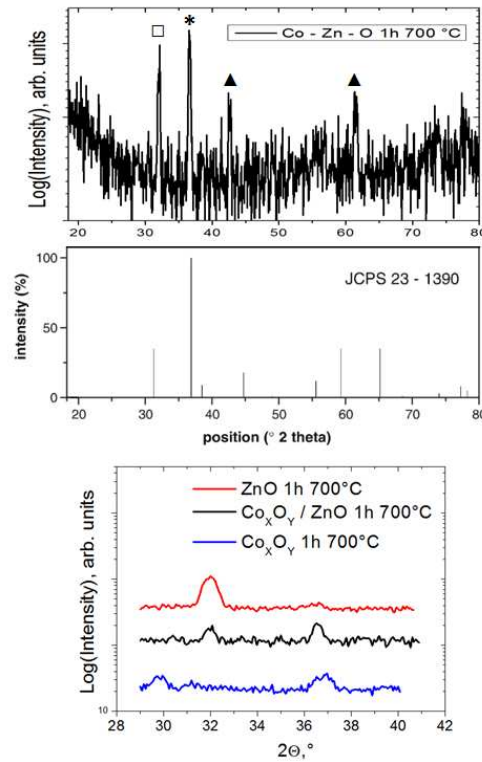 □
*
▲
▲
Co - Zn - O 1h 700 °C
Log(Intensity), arb. units
20 30 40 50 60 70 80
100
50
0
JCPS 23 - 1390
intensity (%)
20 30 40 50 60 70 80
position (° 2 theta)
ZnO 1h 700°C
CoXOY / ZnO 1h 700°C
CoXOY 1h 700°C
Log(Intensity), arb. units
10
28 30 32 34 36 38 40 42
2Θ,°